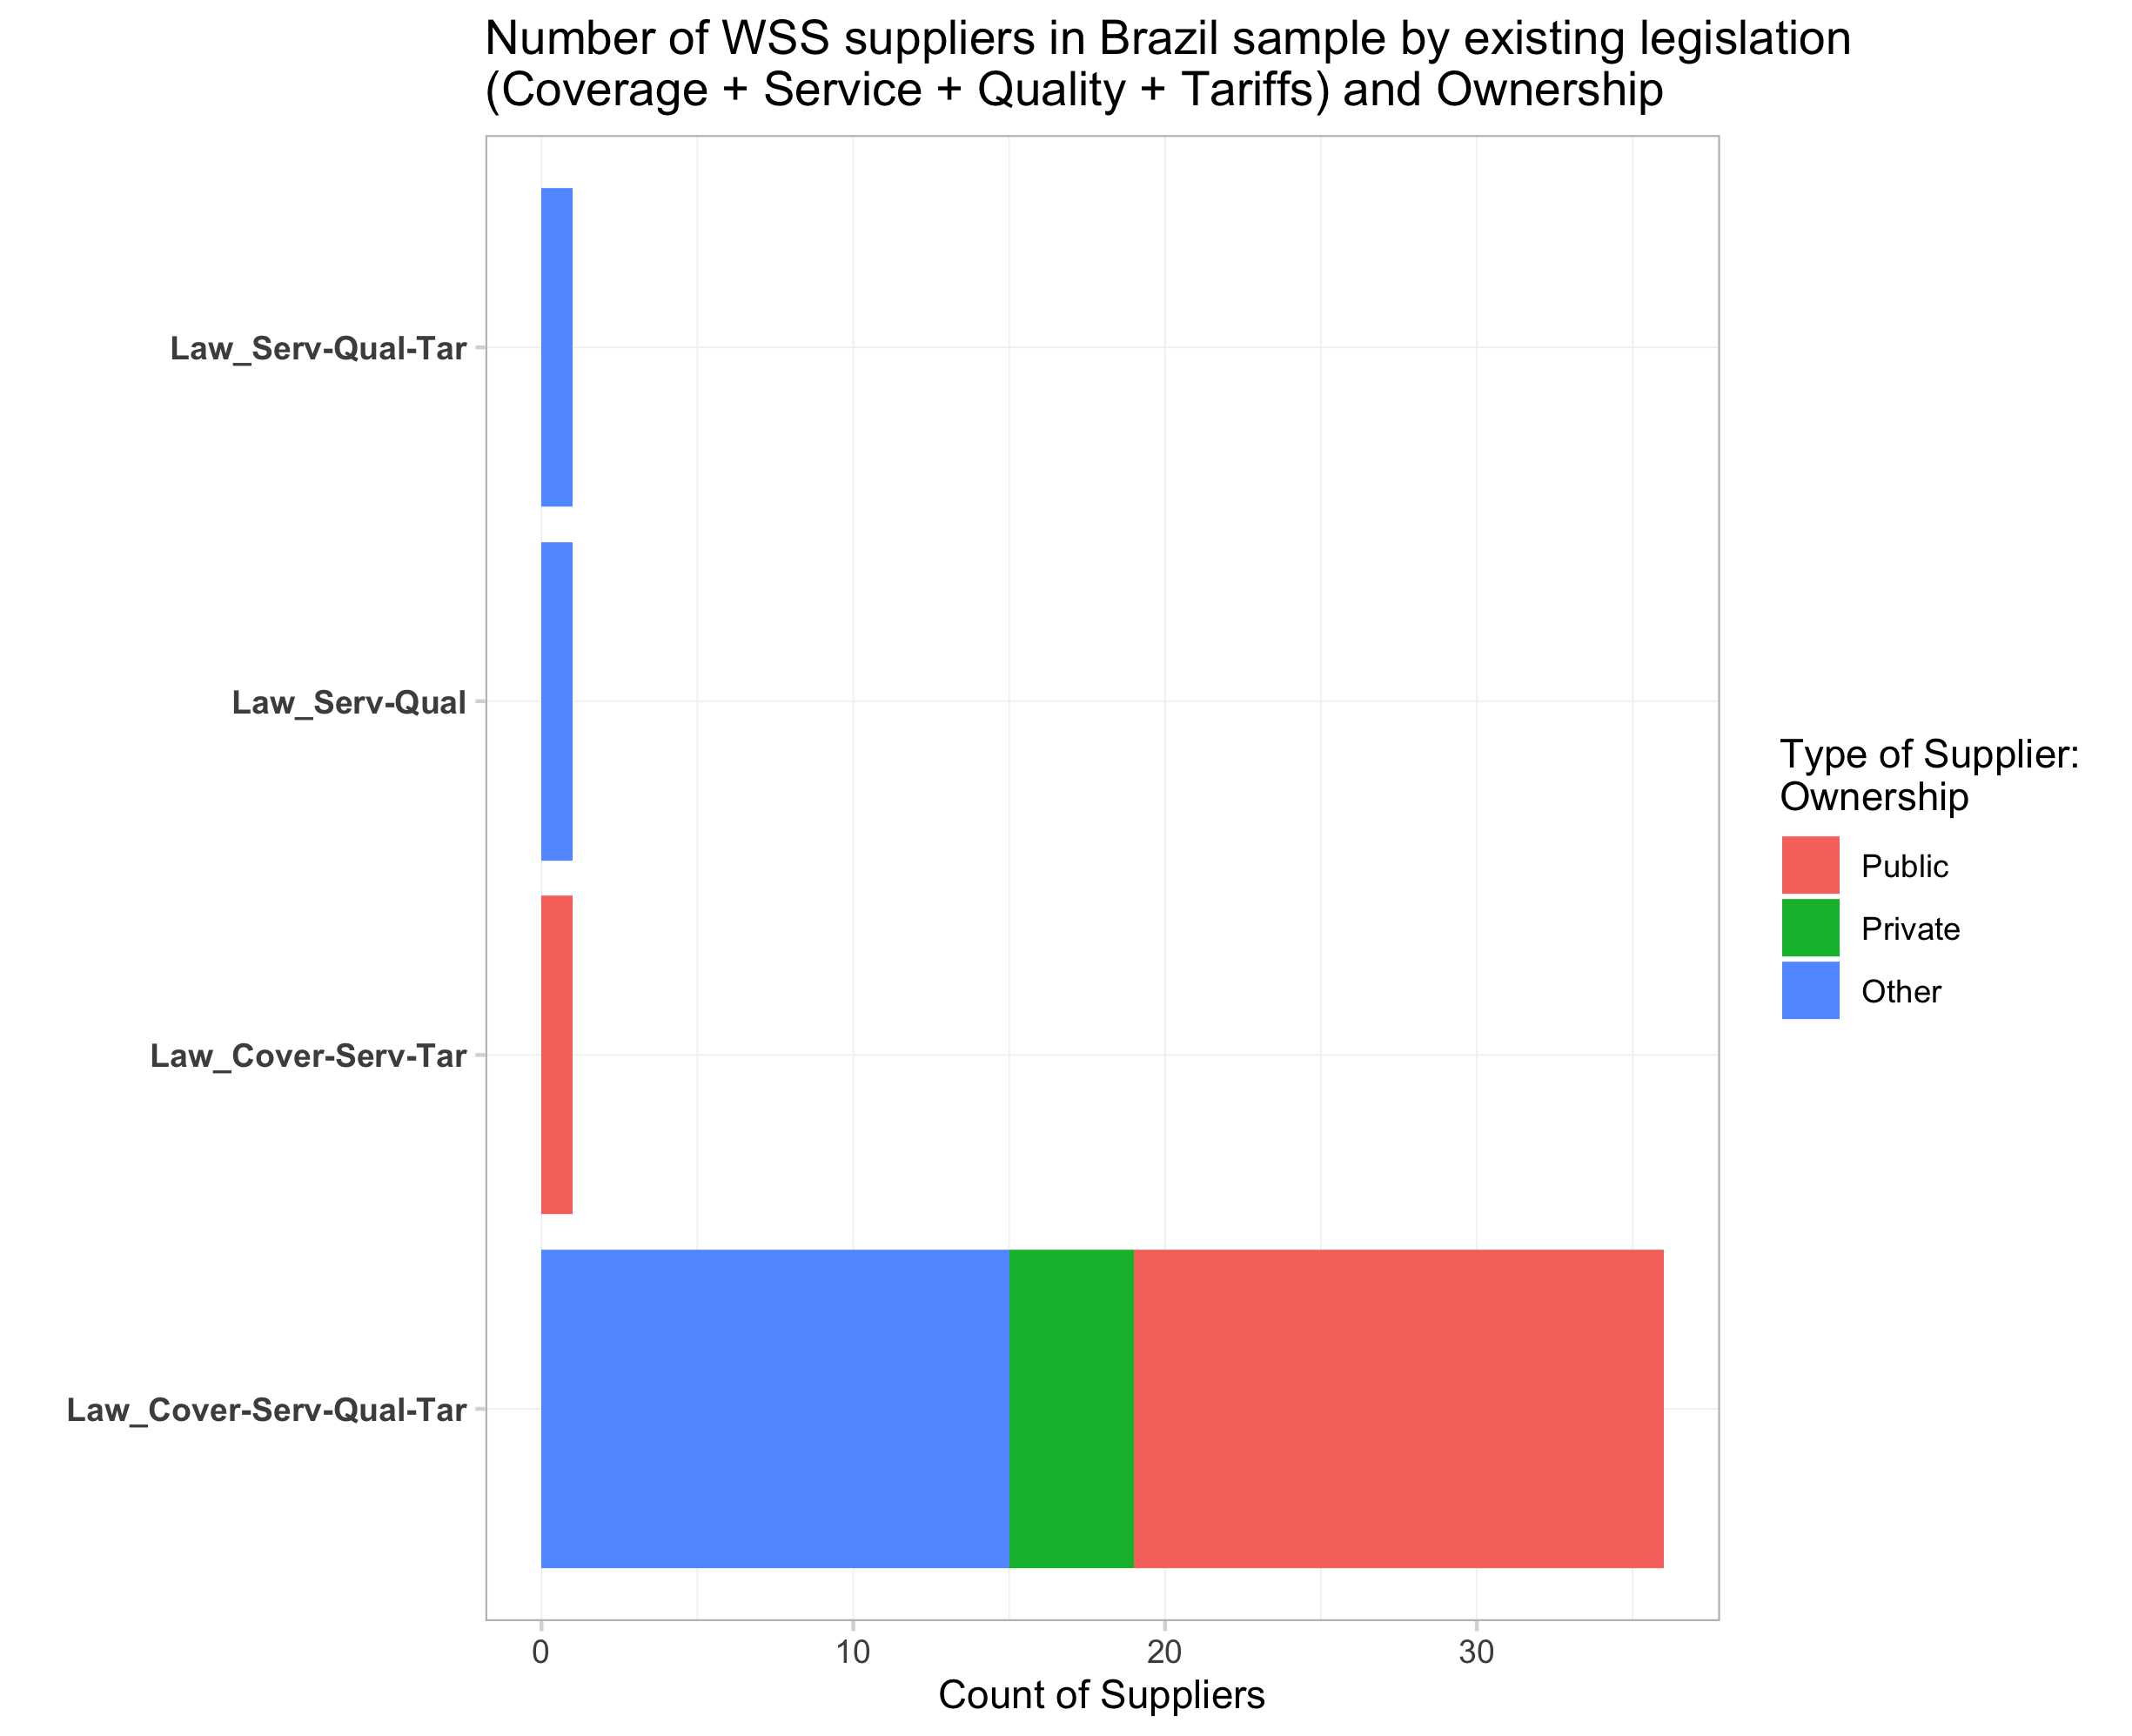 Number of WSS suppliers in Brazil sample by existing legislation
(Coverage + Service + Quality + Tariffs) and Ownership
Law_Serv-Qual-Tar
Law_Serv-Qual
Law_Cover-Serv-Tar
Law_Cover-Serv-Qual-Tar
0 10 20 30
Count of Suppliers
Type of Supplier:
Ownership
Public
Private
Other